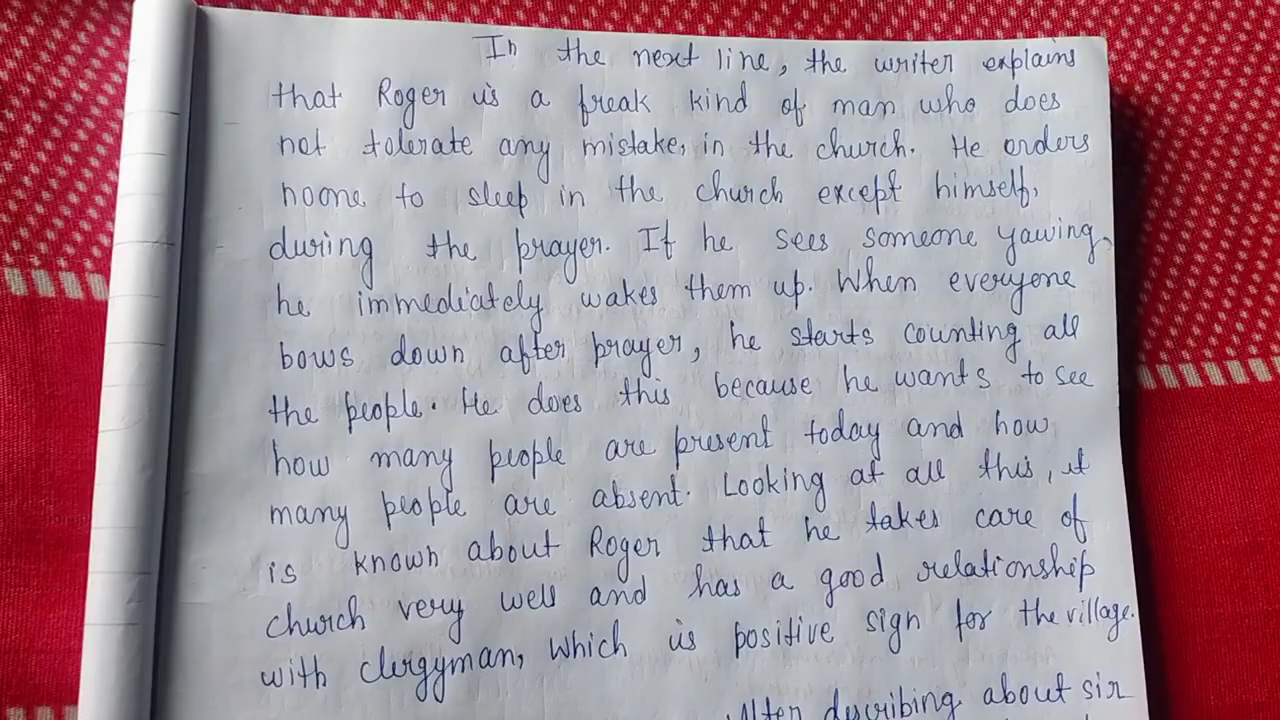 In the next line, the writer explains
that Roger is a freak kind of man who does
not tolerate any mistake, in the church. He orders
noone to sleep in the church except himself,
during the prayer. If he sees someone yawing,
he immediately wakes them up. When everyone
bows down after prayer, he starts counting all
the people. He does this because he wants to see
how many people are present today and how
many people are absent. Looking at all this, it
is known about Roger that he takes care of
church very well and has a good relationship
with clergyman, which is positive sign for the village.
After describing about sir